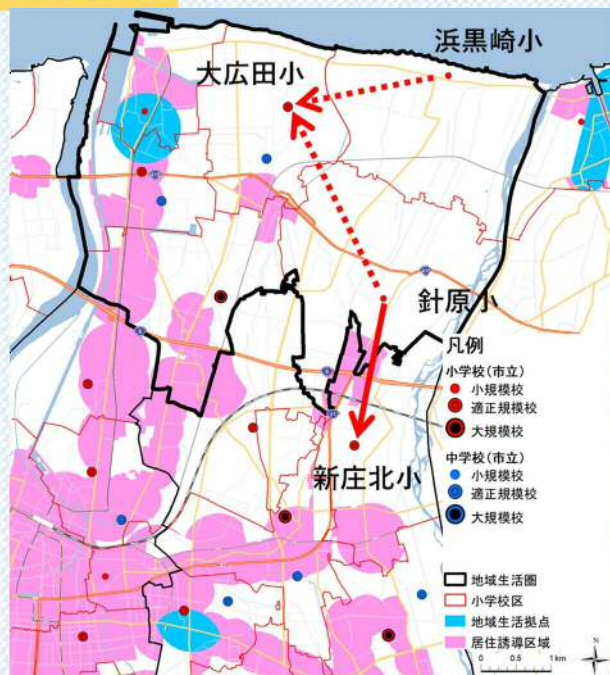 浜黒崎小
大広田小
針原小
新庄北小
凡例
小学校(市立)
小規模校
適正規模校
大規模校
中学校(市立)
小規模校
適正規模校
大規模校
地域生活圏
小学校区
地域生活拠点
居住誘導区域
N
0 0.5 1 km